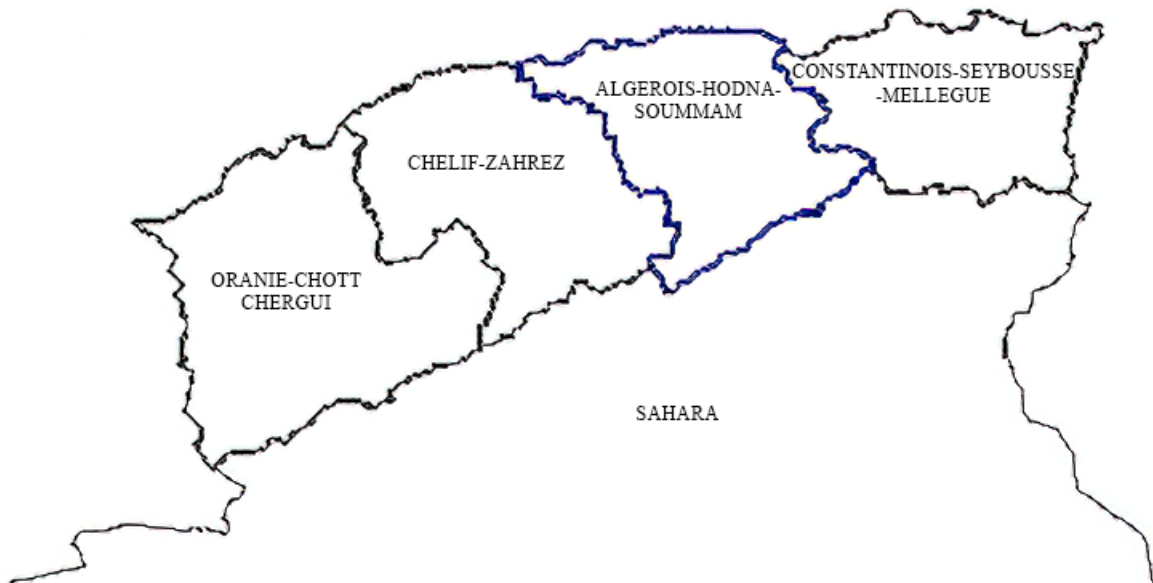 CONSTANTINOIS-SEYBOUSSE
-MELLEGUE
ALGEROIS-HODNA-
SOUMMAM
CHELIF-ZAHREZ
ORANIE-CHOTT
CHERGUI
SAHARA